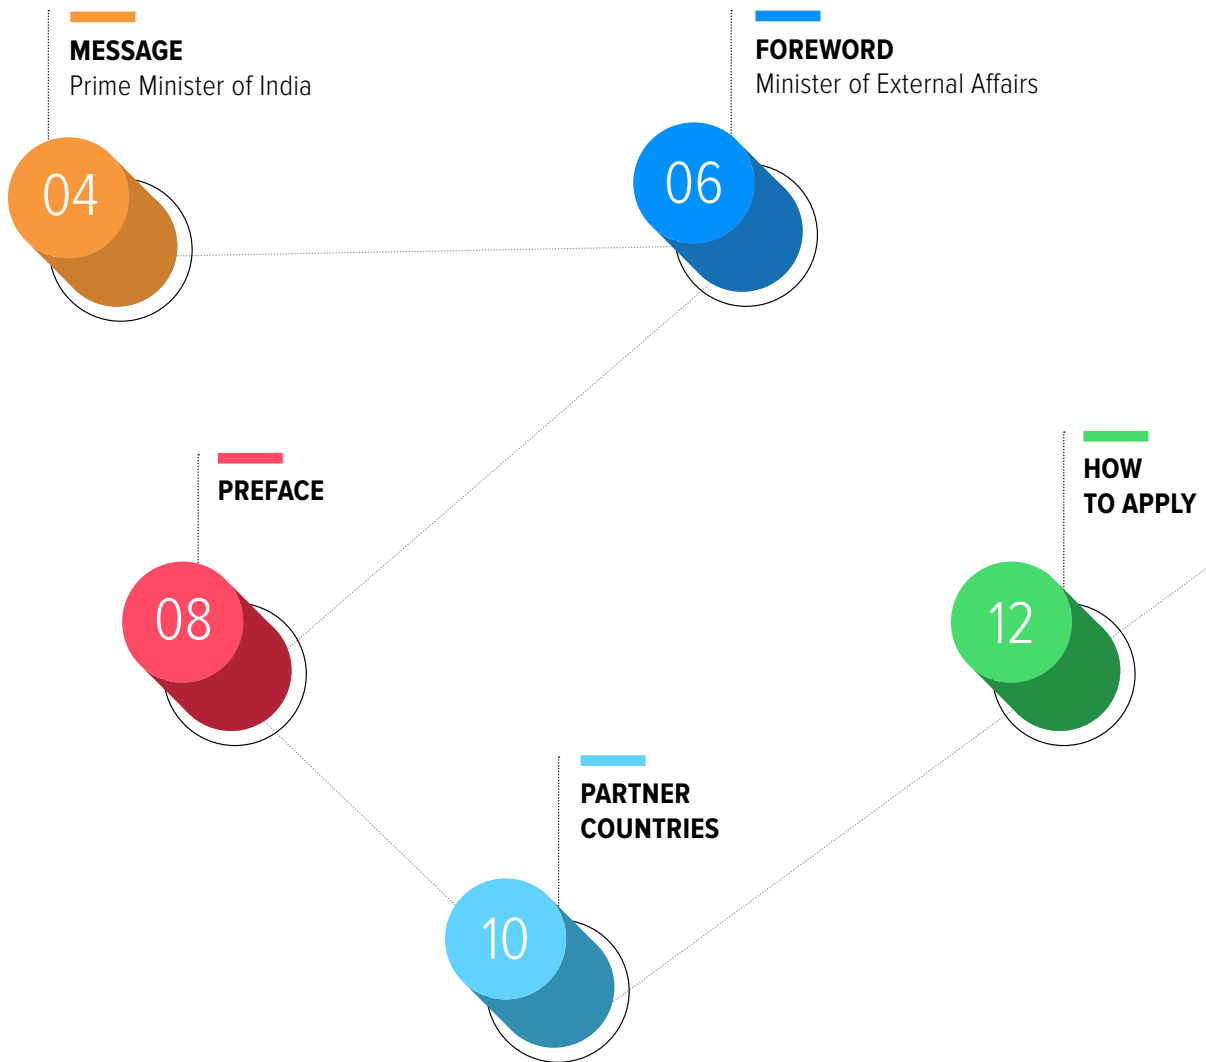 MESSAGE
Prime Minister of India
04
FOREWORD
Minister of External Affairs
06
PREFACE
08
PARTNER
COUNTRIES
10
HOW
TO APPLY
12